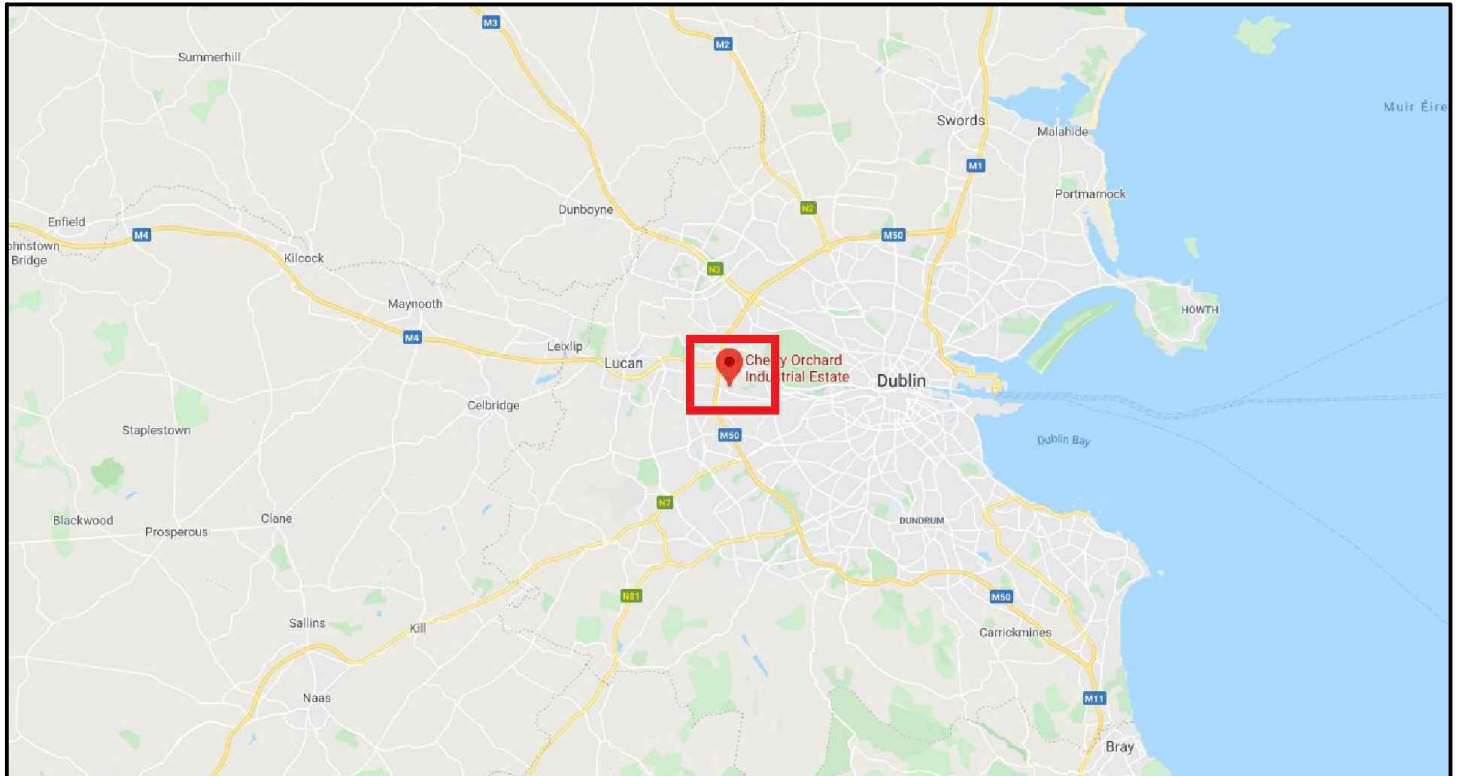 M3
M2
Summerhill
Muir Éire
Swords
Malahide
M1
Portmarnock
Dunboyne
N2
Enfield
M4
M50
ohnstown
Bridge
Kilcock
N3
Maynooth
HOWTH
M4
Leixlip
Lucan
Cherry Orchard
Industrial Estate
Dublin
Celbridge
Staplestown
M50
Dublin Bay
N7
Blackwood
Prosperous
Clane
DUNDRUM
N81
M50
Sallins
Kill
Carrickmines
Naas
M11
Bray